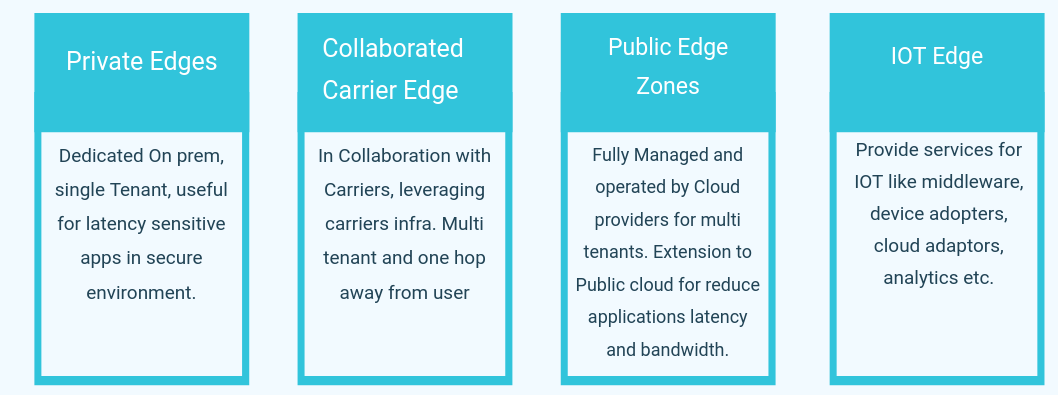 Private Edges
Dedicated On prem,
single Tenant, useful
for latency sensitive
apps in secure
environment.
Collaborated
Carrier Edge
In Collaboration with
Carriers, leveraging
carriers infra. Multi
tenant and one hop
away from user
Public Edge
Zones
Fully Managed and
operated by Cloud
providers for multi
tenants. Extension to
Public cloud for reduce
applications latency
and bandwidth.
IOT Edge
Provide services for
IOT like middleware,
device adopters,
cloud adaptors,
analytics etc.